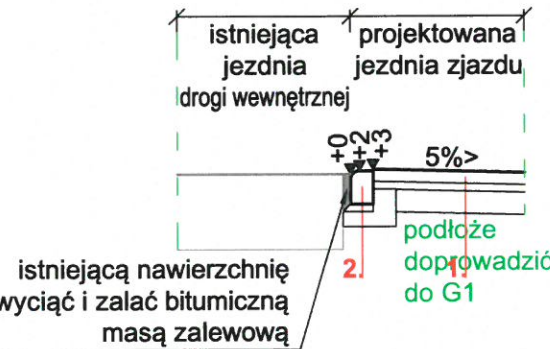 istniejąca
jezdnia
drogi wewnętrznej
projektowana
jezdnia zjazdu
+0
+2
+3
5%>
2.
1.
podłoże
doprowadzić
do G1
istniejącą nawierzchnię
wyciąć i zalać bitumiczną
masą zalewową